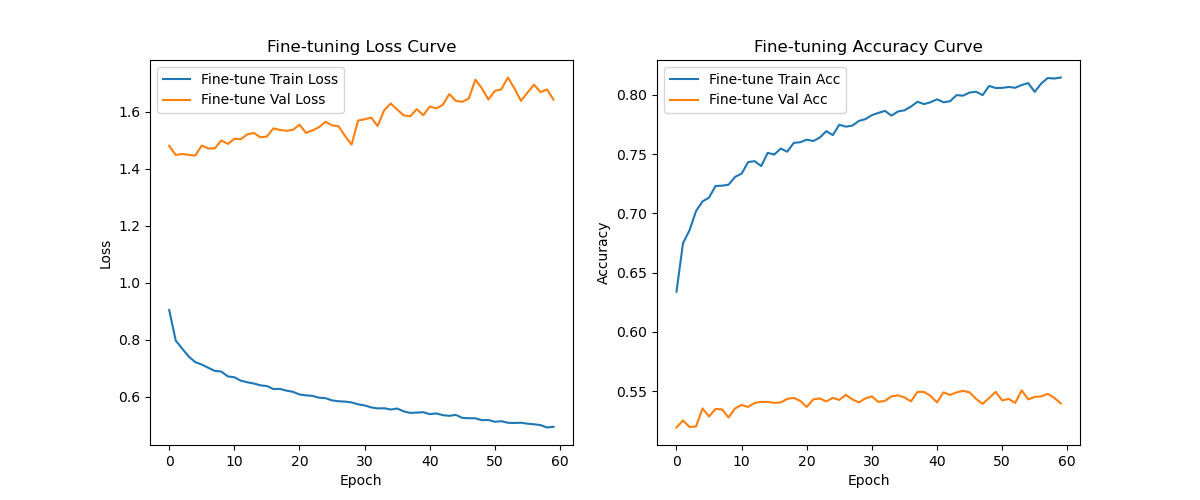 Fine-tuning Loss Curve
Fine-tune Train Loss
Fine-tune Val Loss
1.6
1.4
1.2
1.0
0.8
0.6
Loss
0
10
20
30
40
50
60
Epoch
Fine-tuning Accuracy Curve
Fine-tune Train Acc
Fine-tune Val Acc
0.80
0.75
0.70
0.65
0.60
0.55
Accuracy
0
10
20
30
40
50
60
Epoch